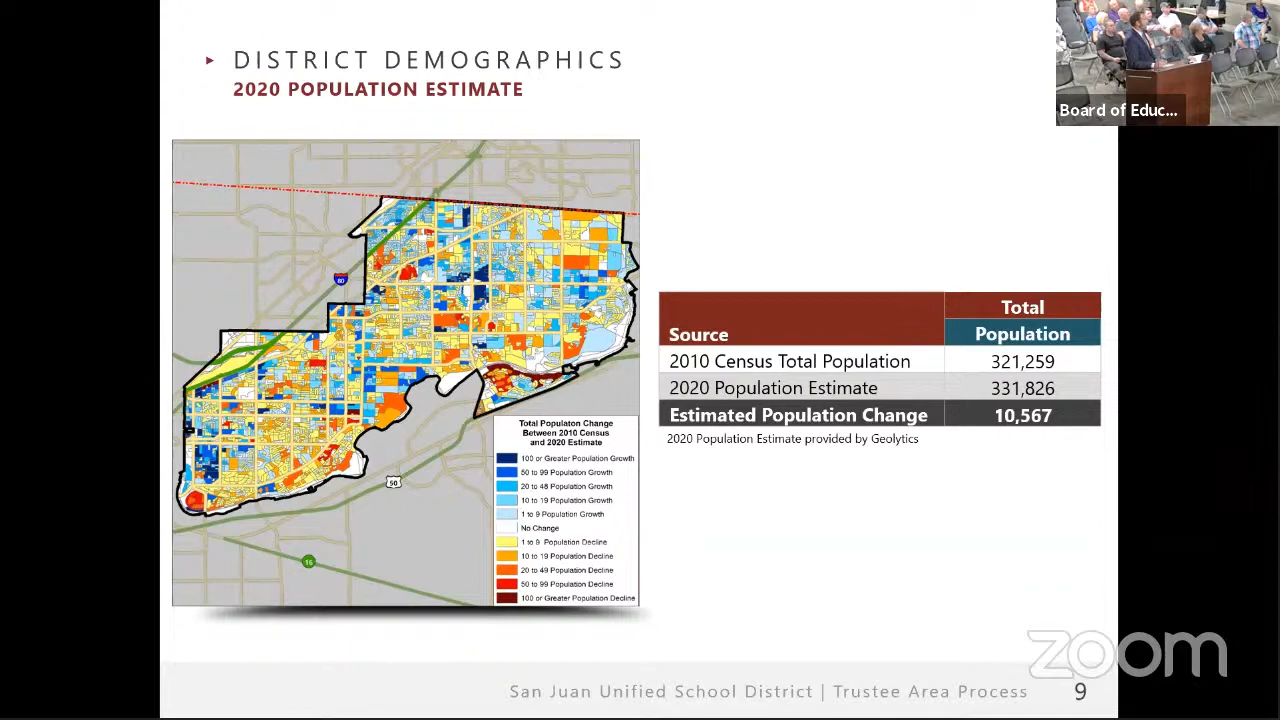 DISTRICT DEMOGRAPHICS
2020 POPULATION ESTIMATE
Board of Educ...
80
50
16
Total Populaton Change
Between 2010 Census
and 2020 Estimate
100 or Greater Population Growth
50 to 99 Population Growth
20 to 48 Population Growth
10 to 19 Population Growth
1 to 9 Population Growth
No Change
1 to 9 Population Decline
10 to 19 Population Decline
20 to 49 Population Decline
50 to 99 Population Decline
100 or Greater Population Decline
Total
Source Population
2010 Census Total Population 321,259
2020 Population Estimate 331,826
Estimated Population Change 10,567
2020 Population Estimate provided by Geolytics
zoom
San Juan Unified School District | Trustee Area Process 9